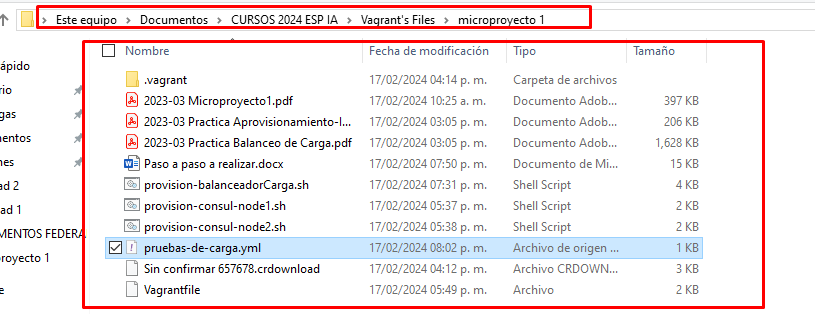 Este equipo > Documentos > CURSOS 2024 ESP IA > Vagrant's Files > microproyecto 1
Nombre Fecha de modificación Tipo Tamaño
.vagrant 17/02/2024 04:14 p. m. Carpeta de archivos
ápido
2023-03 Microproyecto1.pdf 17/02/2024 10:25 a. m. Documento Adob... 397 KB
rio
2023-03 Practica Aprovisionamiento-I... 17/02/2024 03:05 p. m. Documento Adob... 206 KB
gas
2023-03 Practica Balanceo de Carga.pdf 17/02/2024 03:05 p. m. Documento Adob... 1,628 KB
entos
Paso a paso a realizar.docx 17/02/2024 07:50 p. m. Documento de Mi... 15 KB
nes
provision-balanceadorCarga.sh 17/02/2024 07:31 p. m. Shell Script 4 KB
ad 2
provision-consul-node1.sh 17/02/2024 05:37 p. m. Shell Script 2 KB
ad 1
provision-consul-node2.sh 17/02/2024 05:37 p. m. Shell Script 2 KB
MENTOS FEDERA
pruebas-de-carga.yml 17/02/2024 08:02 p. m. Archivo de origen ... 1 KB
royecto 1
Sin confirmar 657678.crdownload 17/02/2024 04:12 p. m. Archivo CRDOWN... 3 KB
e
Vagrantfile 17/02/2024 05:49 p. m. Archivo 2 KB